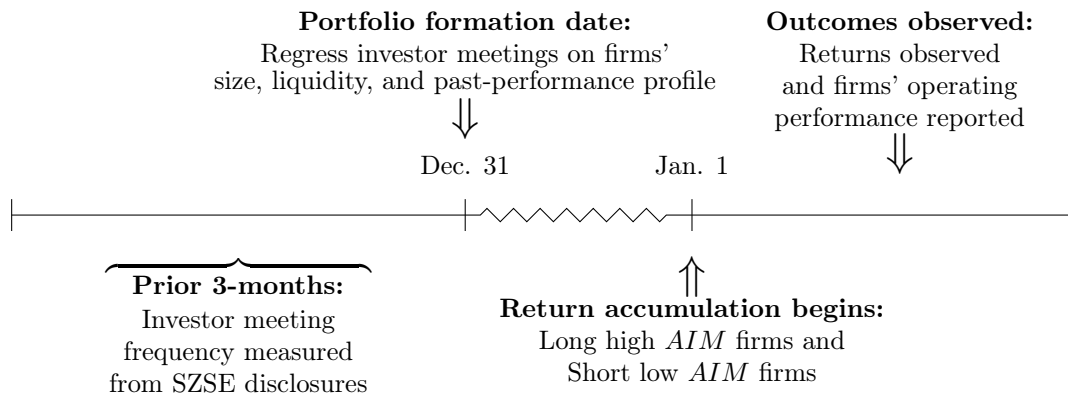 Portfolio formation date:
Regress investor meetings on firms'
size, liquidity, and past-performance profile
Outcomes observed:
Returns observed
and firms' operating
performance reported
Dec. 31
Jan. 1
Prior 3-months:
Investor meeting
frequency measured
from SZSE disclosures
Return accumulation begins:
Long high AIM firms and
Short low AIM firms